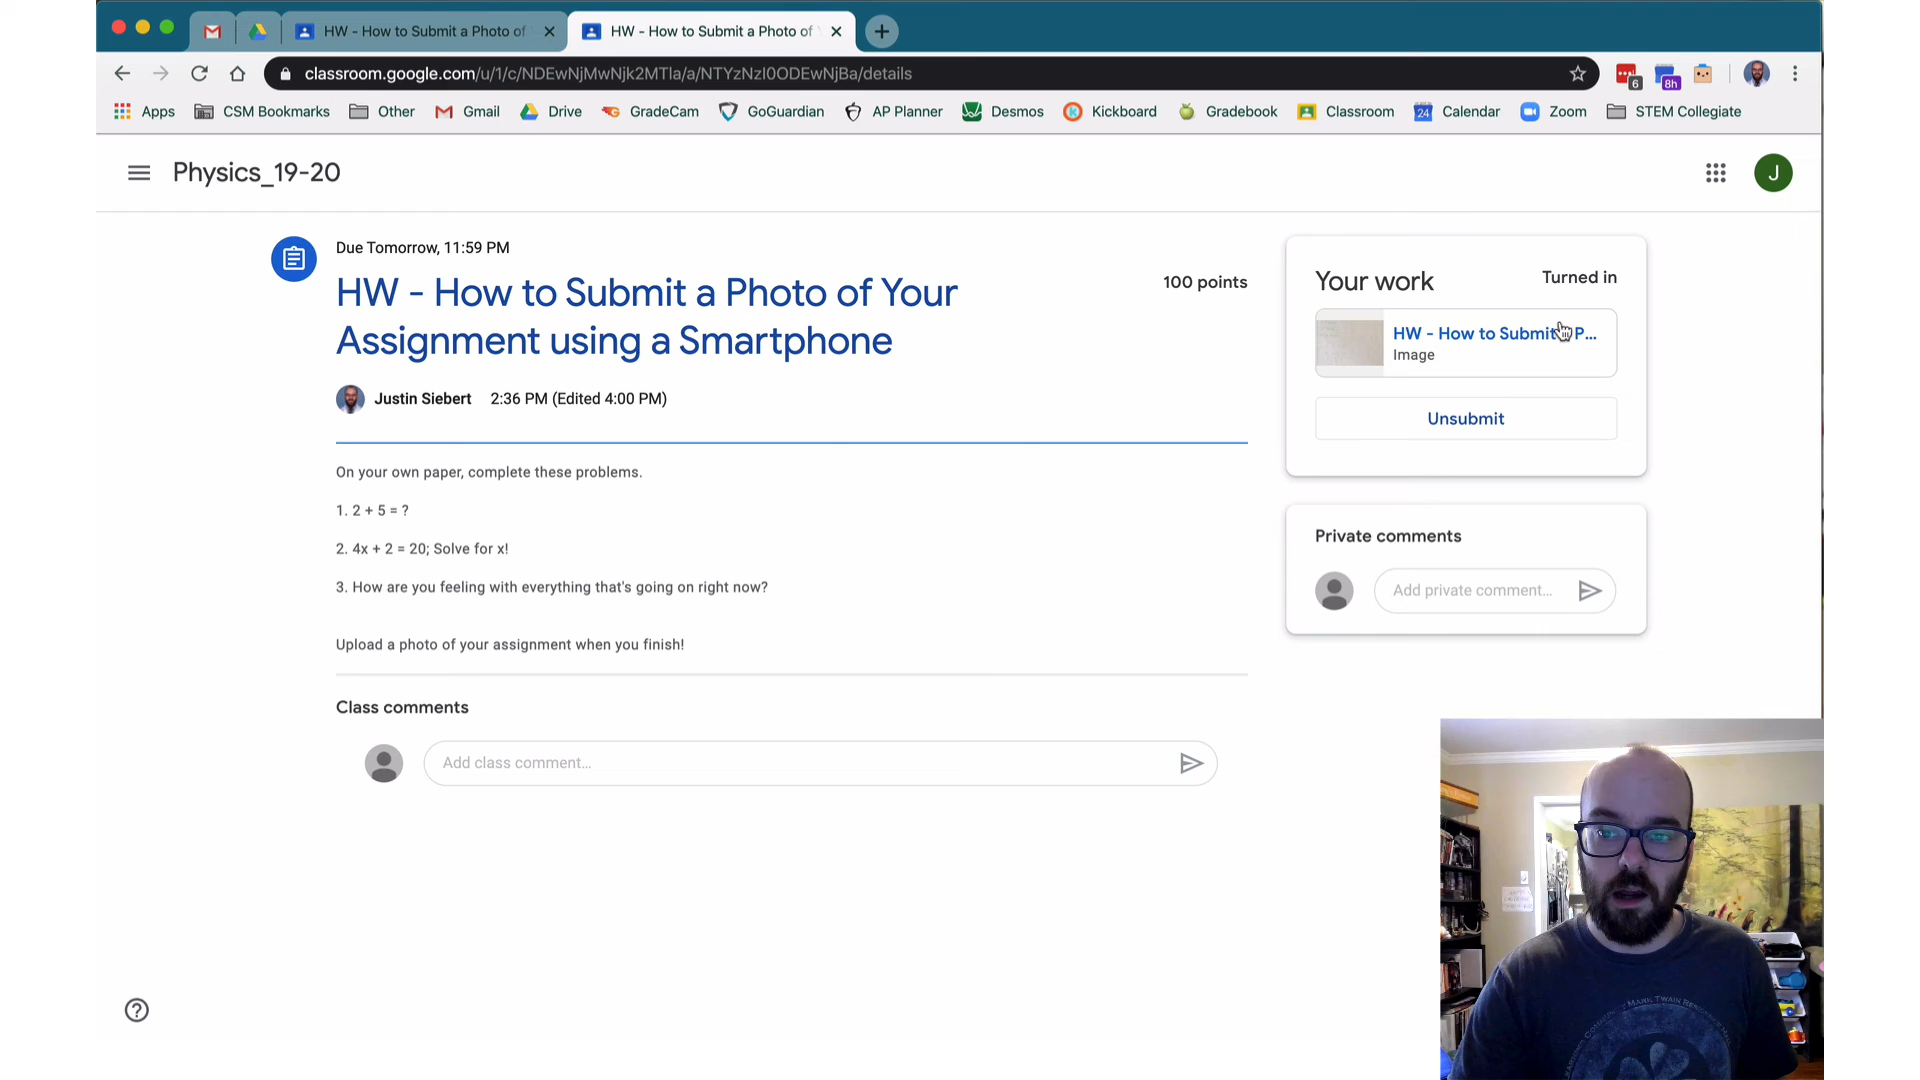 HW - How to Submit a Photo of
HW - How to Submit a Photo of
classroom.google.com/u/1/c/NDEwNjMwNjk2MTla/a/NTYzNzI0ODEwNjBa/details
6
8h
Apps CSM Bookmarks Other Gmail Drive GradeCam GoGuardian AP Planner Desmos Kickboard Gradebook Classroom 24 Calendar Zoom STEM Collegiate
Physics_19-20
J
Due Tomorrow, 11:59 PM
HW - How to Submit a Photo of Your
Assignment using a Smartphone
100 points
Justin Siebert 2:36 PM (Edited 4:00 PM)
On your own paper, complete these problems.
1. 2 + 5 = ?
2. 4x + 2 = 20; Solve for x!
3. How are you feeling with everything that's going on right now?
Upload a photo of your assignment when you finish!
Class comments
Add class comment...
Your work
Turned in
HW - How to Submit P...
Image
Unsubmit
Private comments
Add private comment...